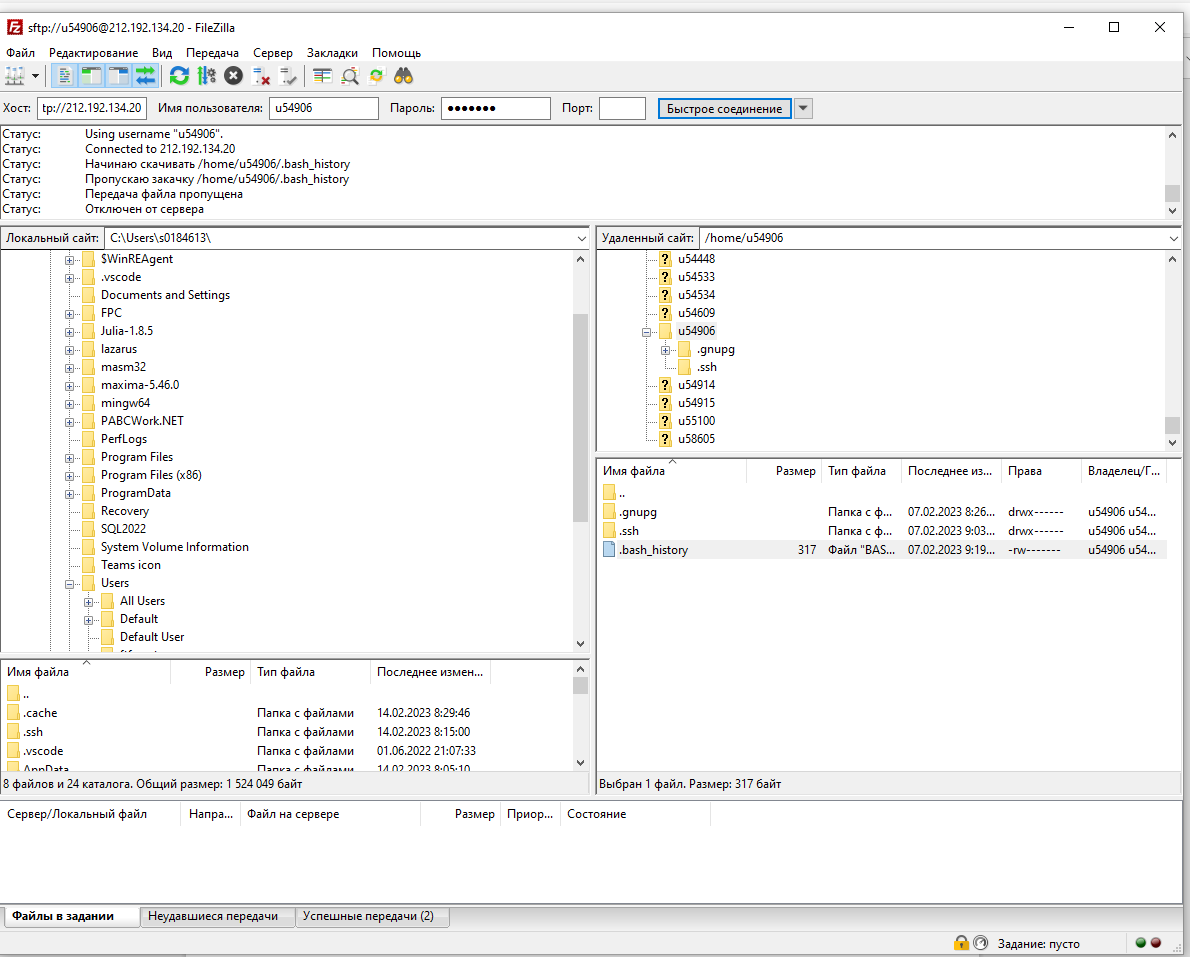 sftp://u54906@212.192.134.20 - FileZilla
Файл Редактирование Вид Передача Сервер Закладки Помощь
Хост: tp://212.192.134.20 Имя пользователя: u54906 Пароль: ●●●●●●● Порт: Быстрое соединение
Статус: Using username "u54906".
Статус: Connected to 212.192.134.20
Статус: Начинаю скачивать /home/u54906/.bash_history
Статус: Пропускаю закачку /home/u54906/.bash_history
Статус: Передача файла пропущена
Статус: Отключен от сервера
Локальный сайт: C:\Users\s0184613\
$WinREAgent
.vscode
Documents and Settings
FPC
Julia-1.8.5
lazarus
masm32
maxima-5.46.0
mingw64
PABCWork.NET
PerfLogs
Program Files
Program Files (x86)
ProgramData
Recovery
SQL2022
System Volume Information
Teams icon
Users
All Users
Default
Default User
Имя файла Размер Тип файла Последнее измен...
..
.cache Папка с файлами 14.02.2023 8:29:46
.ssh Папка с файлами 14.02.2023 8:15:00
.vscode Папка с файлами 01.06.2022 21:07:33
AppData Папка с файлами 14.02.2023 8:05:10
8 файлов и 24 каталога. Общий размер: 1 524 049 байт
Удаленный сайт: /home/u54906
u54448
u54533
u54534
u54609
u54906
.gnupg
.ssh
u54914
u54915
u55100
u58605
Имя файла Размер Тип файла Последнее из... Права Владелец/Г...
..
.gnupg Папка с ф... 07.02.2023 8:26... drwx------ u54906 u54...
.ssh Папка с ф... 07.02.2023 9:03... drwx------ u54906 u54...
.bash_history 317 Файл "BAS... 07.02.2023 9:19... -rw------- u54906 u54...
Выбран 1 файл. Размер: 317 байт
Сервер/Локальный файл Напра... Файл на сервере Размер Приор... Состояние
Файлы в задании Неудавшиеся передачи Успешные передачи (2)
Задание: пусто